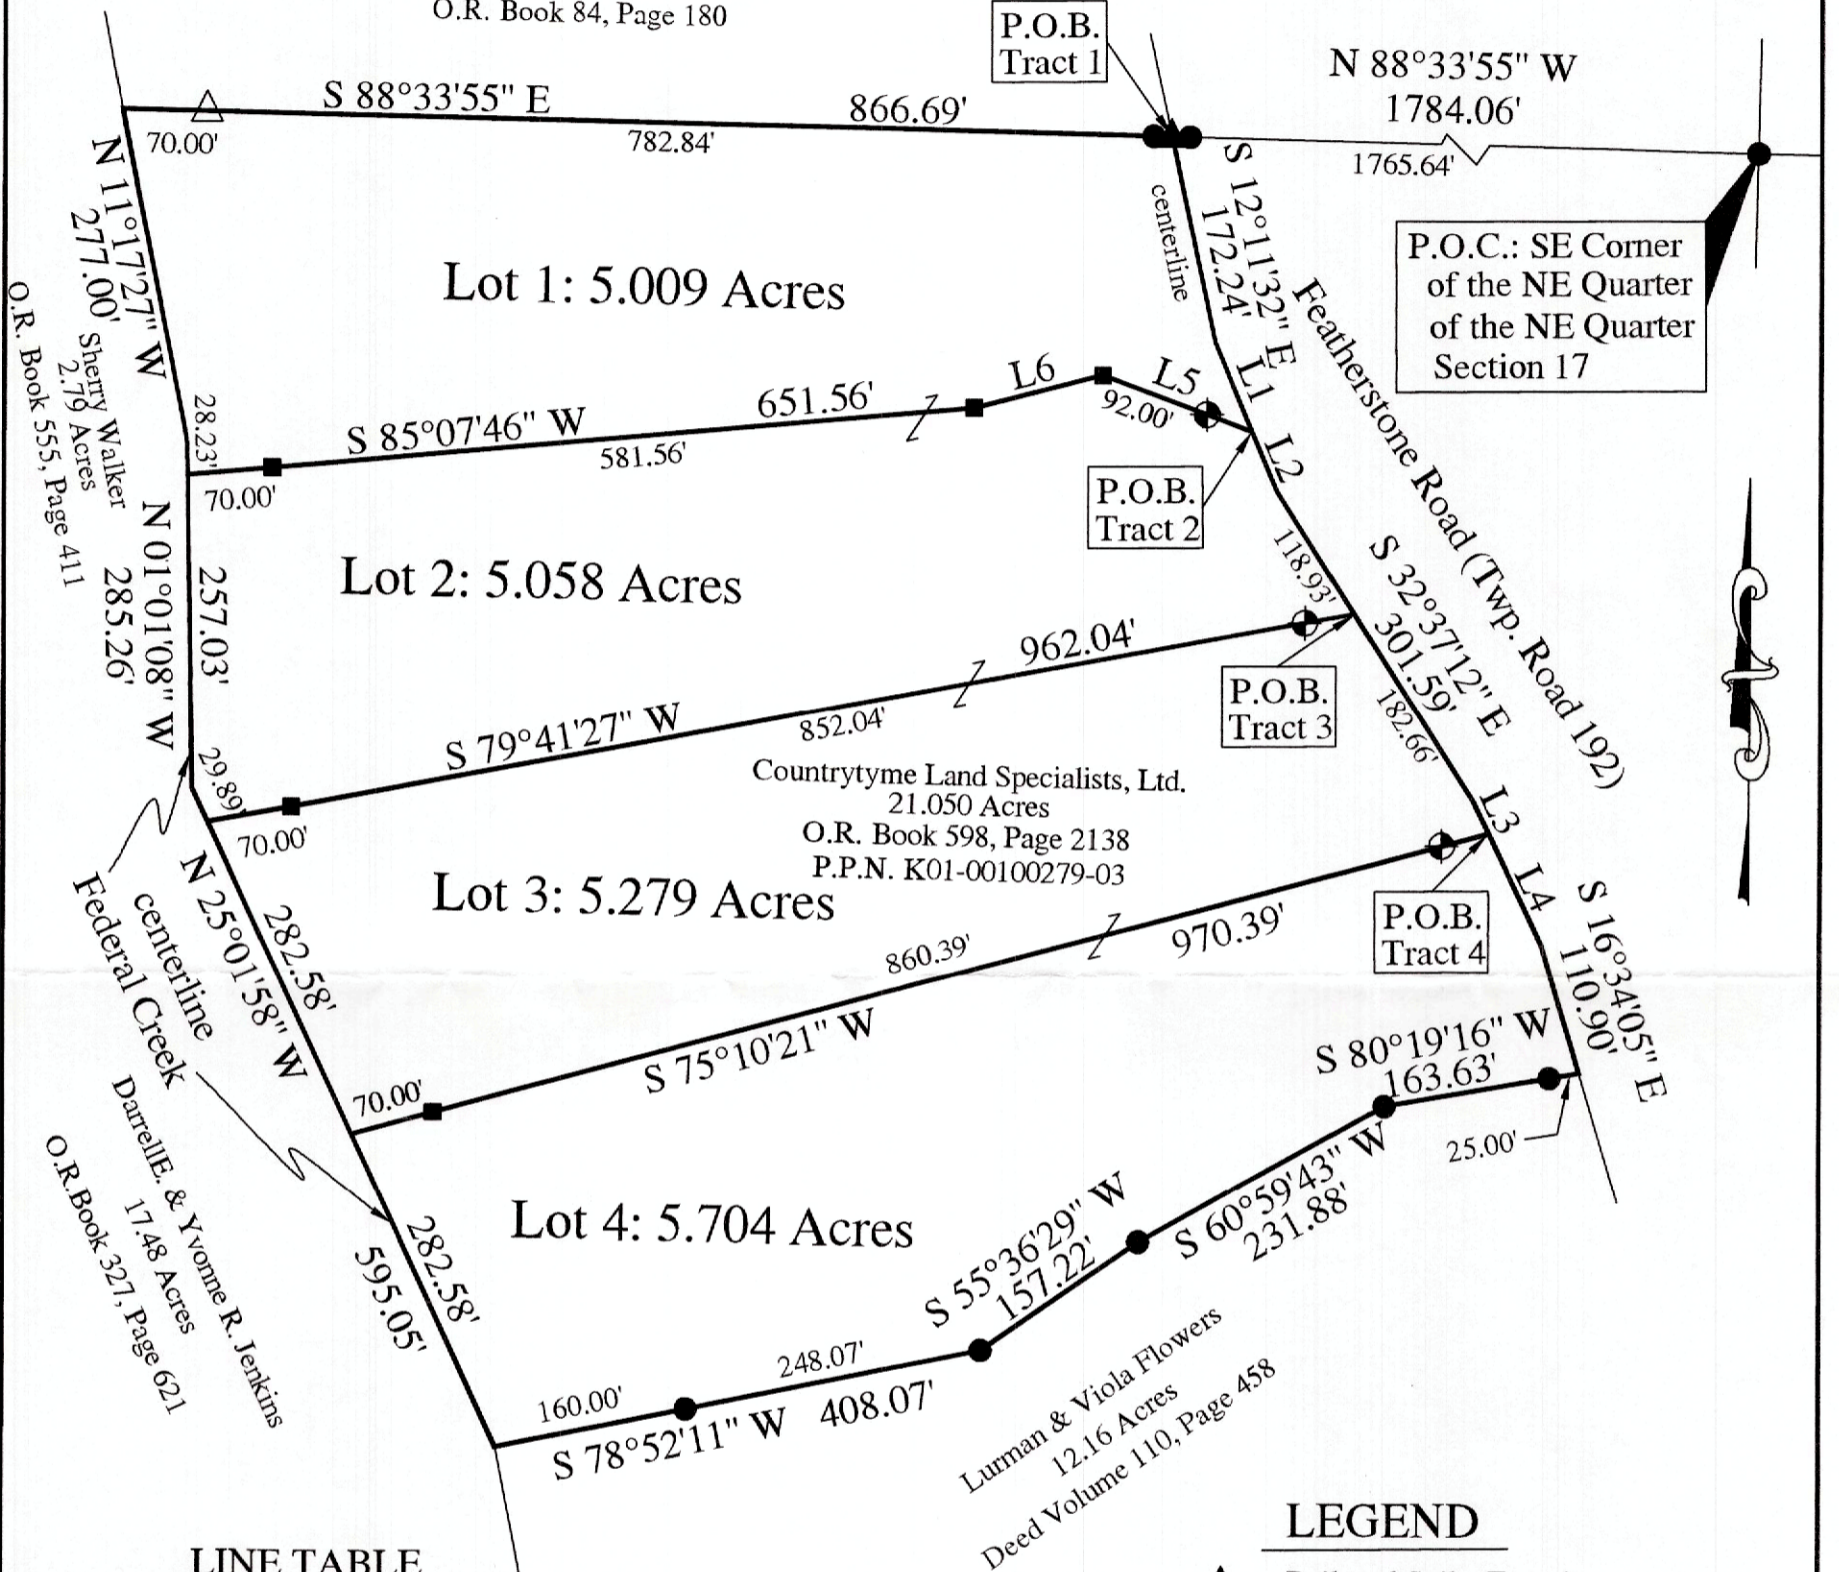 O.R. Book 84, Page 180
P.O.B.
Tract 1
N 88°33'55" W
1784.06'
1765.64'
S 88°33'55" E
866.69'
70.00'
782.84'
P.O.C.: SE Corner
of the NE Quarter
of the NE Quarter
Section 17
N 11°17'27" W
277.00'
centerline
S 12°11'32" E
172.24'
Lot 1: 5.009 Acres
Featherstone Road (Twp. Road 192)
Sherry Walker
2.79 Acres
O.R. Book 555, Page 411
28.23'
L6
L5
92.00'
L1
L2
S 85°07'46" W
651.56'
581.56'
70.00'
P.O.B.
Tract 2
118.93'
N 01°01'08" W
285.26'
257.03'
Lot 2: 5.058 Acres
S 32°37'12" E
301.59'
182.66'
962.04'
P.O.B.
Tract 3
S 79°41'27" W
852.04'
29.89'
70.00'
Countrytyme Land Specialists, Ltd.
21.050 Acres
O.R. Book 598, Page 2138
P.P.N. K01-00100279-03
L3
L4
Lot 3: 5.279 Acres
P.O.B.
Tract 4
970.39'
860.39'
S 75°10'21" W
N 25°01'58" W
282.58'
centerline
Federal Creek
70.00'
S 16°34'05" E
110.90'
S 80°19'16" W
163.63'
25.00'
DarrellE. & Yvonne R. Jenkins
17.48 Acres
O.R.Book 327, Page 621
Lot 4: 5.704 Acres
282.58'
595.05'
S 60°59'43" W
231.88'
S 55°36'29" W
157.22'
248.07'
160.00'
S 78°52'11" W
408.07'
Lurman & Viola Flowers
12.16 Acres
Deed Volume 110, Page 458
LEGEND
LINE TABLE